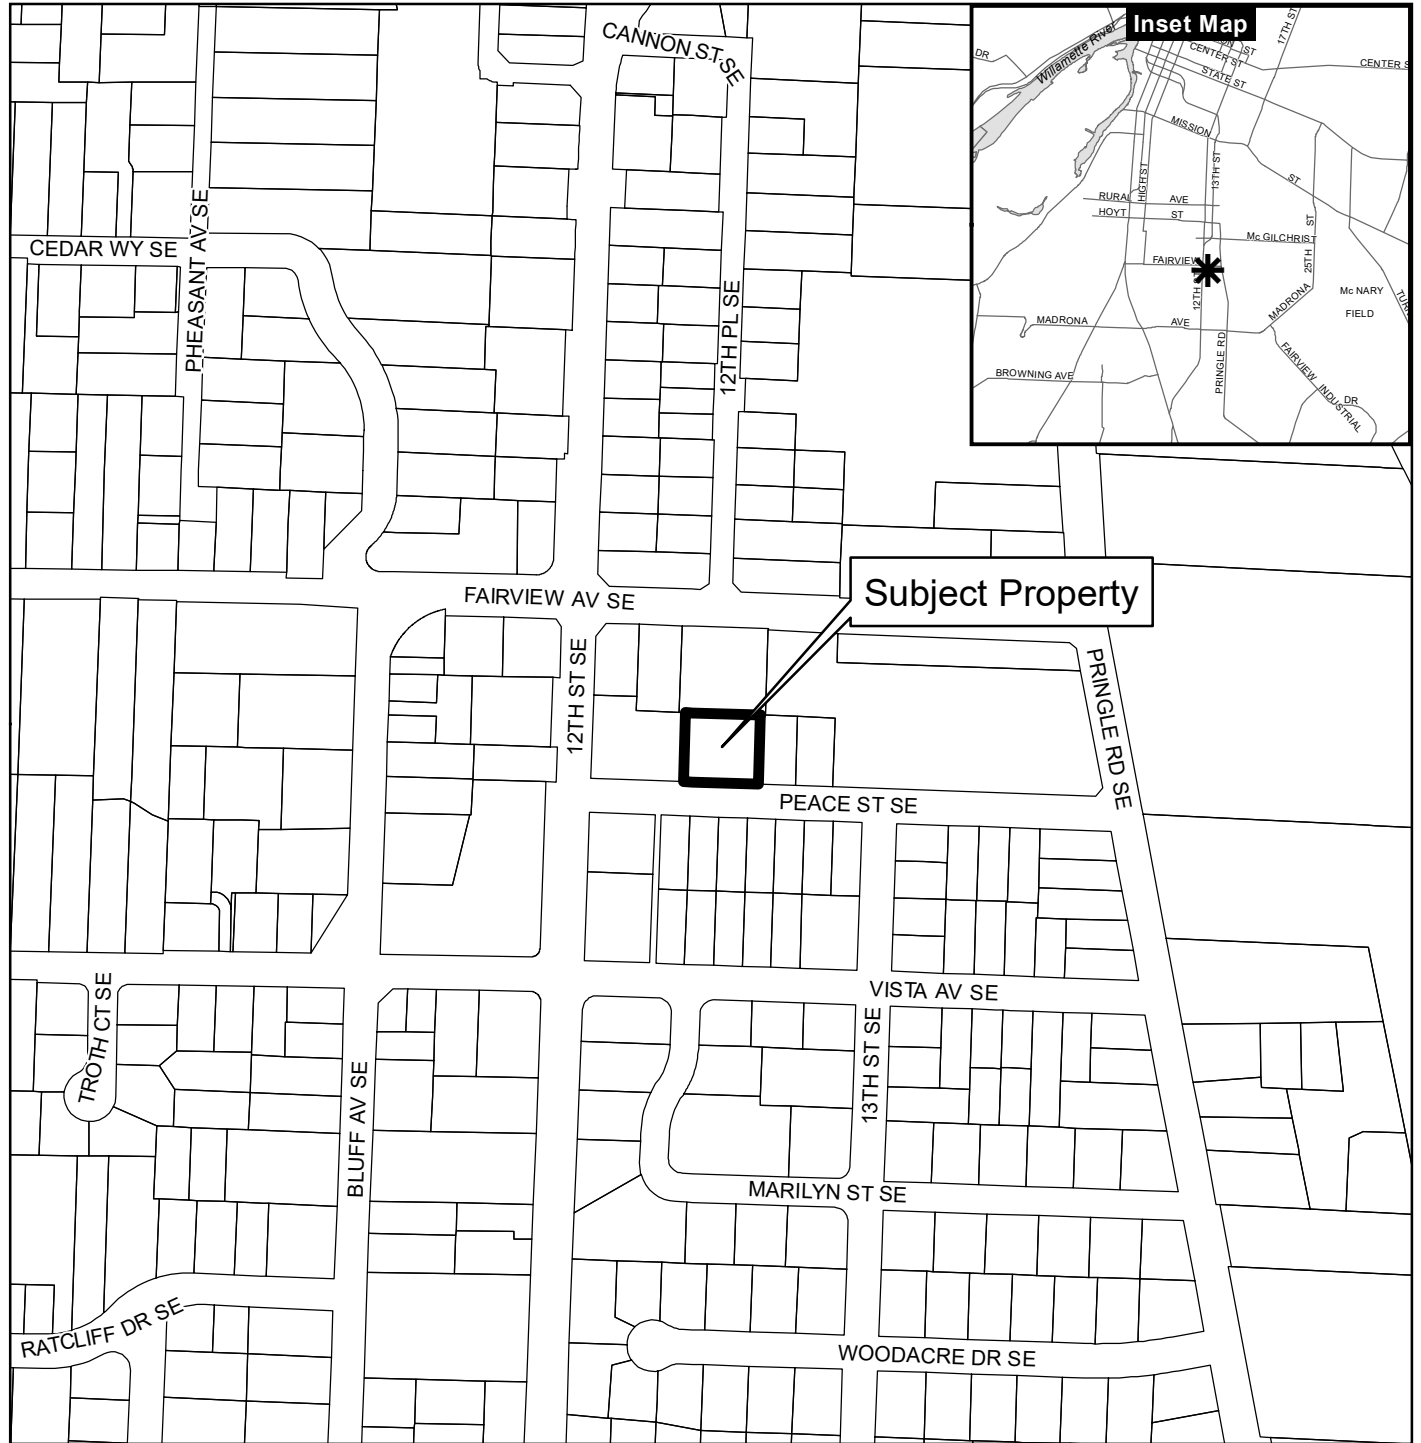 CANNON ST SE
Inset Map
17TH ST
DR
Willamette River
CENTER ST
ST
CENTER S
STATE ST
MISSION
ST
HIGH ST
13TH ST
RURAL AVE
HOYT ST
Mc GILCHRIST
25TH ST
FAIRVIEW
12TH ST
MADRONA
Mc NARY
FIELD
TURN
MADRONA AVE
PRINGLE RD
BROWNING AVE
FAIRVIEW INDUSTRIAL
DR
CEDAR WY SE
PHEASANT AV SE
12TH PL SE
FAIRVIEW AV SE
Subject Property
12TH ST SE
PRINGLE RD SE
PEACE ST SE
VISTA AV SE
TROTH CT SE
BLUFF AV SE
13TH ST SE
MARILYN ST SE
RATCLIFF DR SE
WOODACRE DR SE